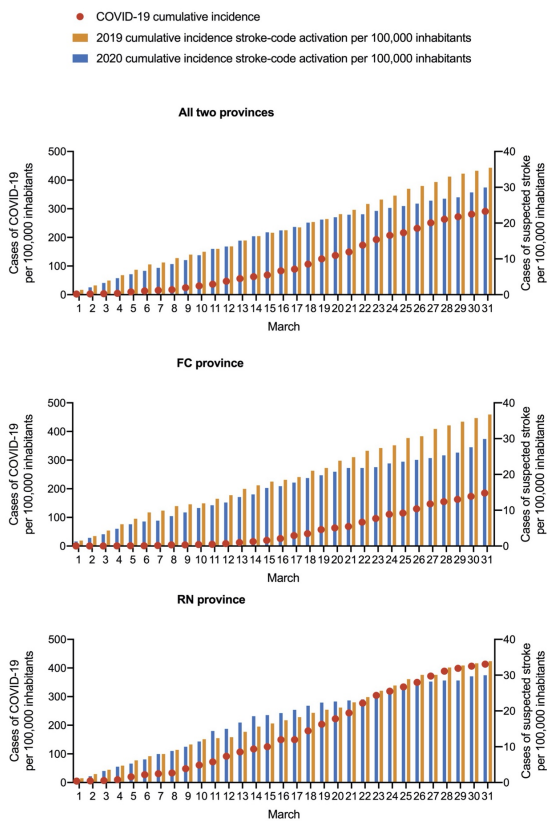 COVID-19 cumulative incidence
2019 cumulative incidence stroke-code activation per 100,000 inhabitants
2020 cumulative incidence stroke-code activation per 100,000 inhabitants
All two provinces
Cases of COVID-19
per 100,000 inhabitants
500
400
300
200
100
0
40
30
20
10
0
Cases of suspected stroke
per 100,000 inhabitants
1 2 3 4 5 6 7 8 9 10 11 12 13 14 15 16 17 18 19 20 21 22 23 24 25 26 27 28 29 30 31
March
FC province
Cases of COVID-19
per 100,000 inhabitants
500
400
300
200
100
0
40
30
20
10
0
Cases of suspected stroke
per 100,000 inhabitants
1 2 3 4 5 6 7 8 9 10 11 12 13 14 15 16 17 18 19 20 21 22 23 24 25 26 27 28 29 30 31
March
RN province
Cases of COVID-19
per 100,000 inhabitants
500
400
300
200
100
0
40
30
20
10
0
Cases of suspected stroke
per 100,000 inhabitants
1 2 3 4 5 6 7 8 9 10 11 12 13 14 15 16 17 18 19 20 21 22 23 24 25 26 27 28 29 30 31
March